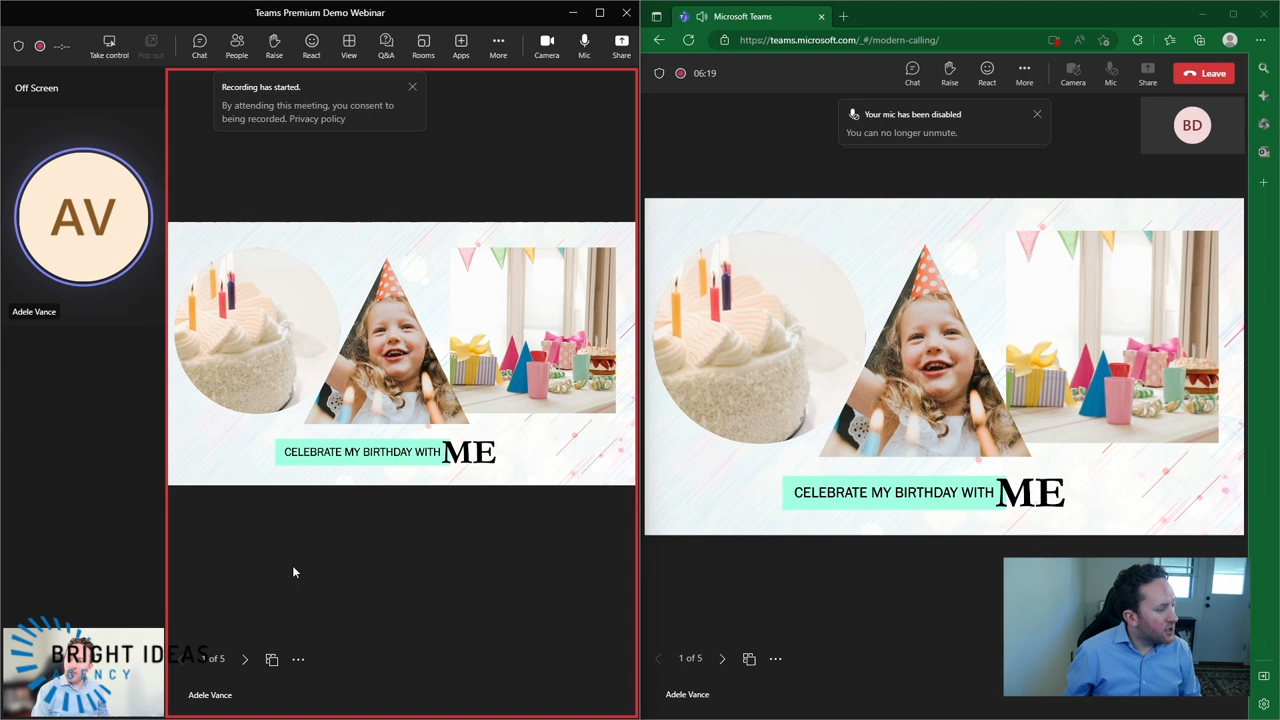 Teams Premium Demo Webinar
--:--
Take control
Pop out
Chat
People
Raise
React
View
Q&A
Rooms
Apps
More
Camera
Mic
Share
Off Screen
Recording has started.
By attending this meeting, you consent to
being recorded. Privacy policy
AV
Adele Vance
CELEBRATE MY BIRTHDAY WITH ME
BRIGHT IDEAS
AGENCY
of 5
Adele Vance
Microsoft Teams
https://teams.microsoft.com/_#/modern-calling/
06:19
Chat
Raise
React
More
Camera
Mic
Share
Leave
Your mic has been disabled
You can no longer unmute.
BD
CELEBRATE MY BIRTHDAY WITH ME
1 of 5
Adele Vance